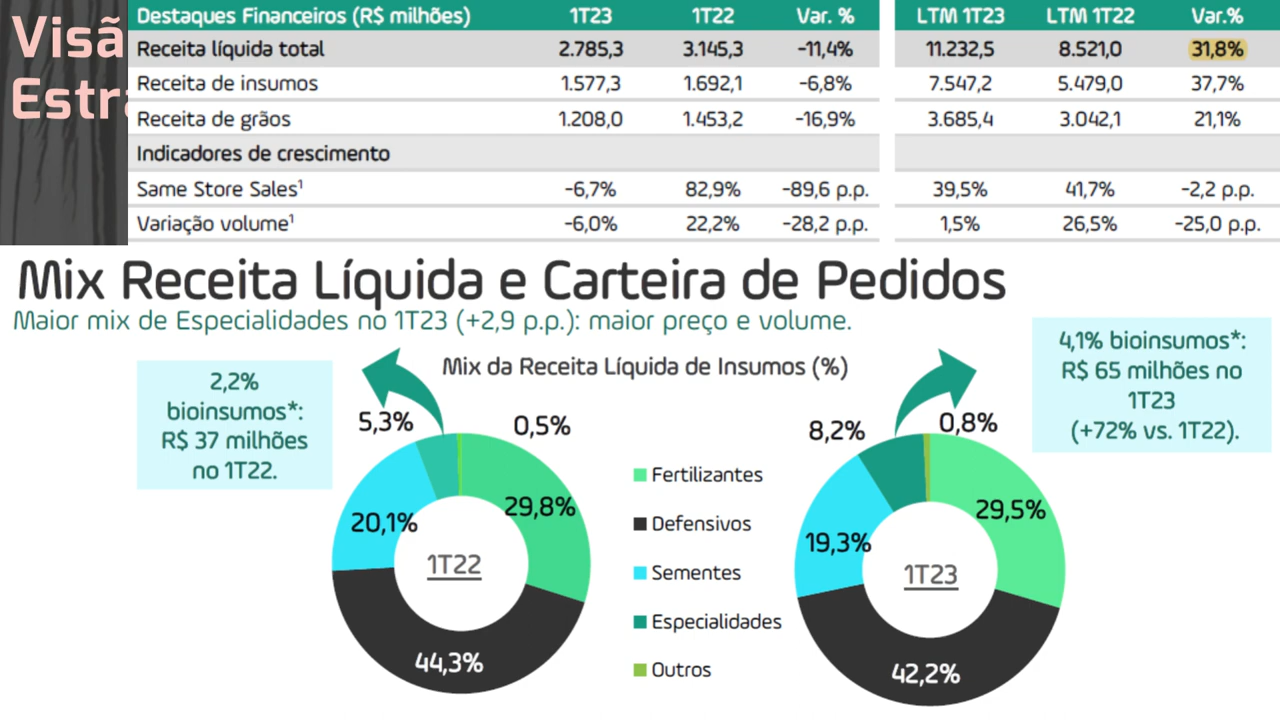 Visã
Estra
Destaques Financeiros (R$ milhões) 1T23 1T22 Var. % LTM 1T23 LTM 1T22 Var.%
Receita líquida total 2.785,3 3.145,3 -11,4% 11.232,5 8.521,0 31,8%
Receita de insumos 1.577,3 1.692,1 -6,8% 7.547,2 5.479,0 37,7%
Receita de grãos 1.208,0 1.453,2 -16,9% 3.685,4 3.042,1 21,1%
Indicadores de crescimento
Same Store Sales¹ -6,7% 82,9% -89,6 p.p. 39,5% 41,7% -2,2 p.p.
Variação volume¹ -6,0% 22,2% -28,2 p.p. 1,5% 26,5% -25,0 p.p.
Mix Receita Líquida e Carteira de Pedidos
Maior mix de Especialidades no 1T23 (+2,9 p.p.): maior preço e volume.
Mix da Receita Líquida de Insumos (%)
2,2%
bioinsumos*:
R$ 37 milhões
no 1T22.
5,3%
0,5%
29,8%
20,1%
1T22
44,3%
Fertilizantes
Defensivos
Sementes
Especialidades
Outros
4,1% bioinsumos*:
R$ 65 milhões no
1T23
(+72% vs. 1T22).
8,2%
0,8%
29,5%
19,3%
1T23
42,2%